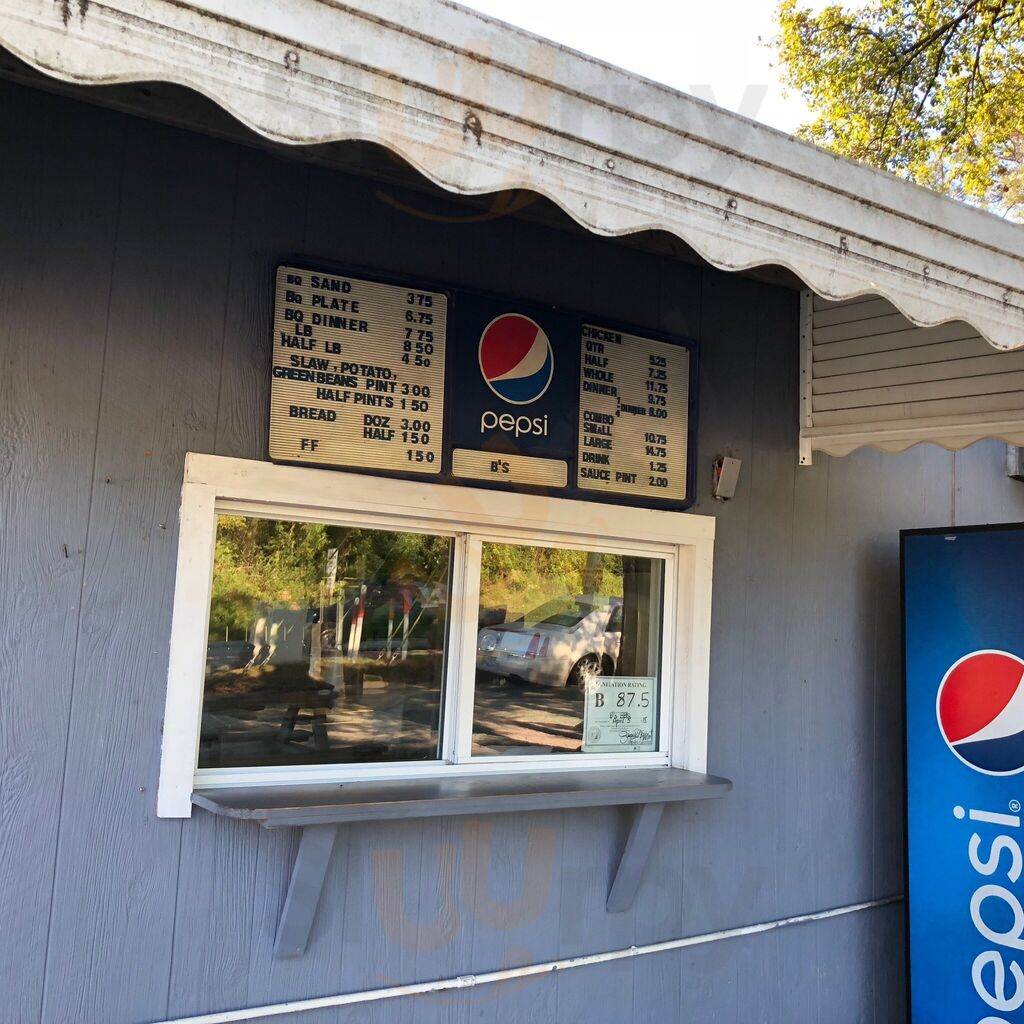 BQ SAND 375
BQ PLATE 6.75
BQ DINNER 7 75
LB 8 50
HALF LB 4 50
SLAW, POTATO,
GREEN BEANS PINT 3 00
HALF PINTS 1 50
BREAD DOZ 3.00
HALF 1 50
FF 1 50
pepsi
B'S
CHICKEN
QTR 5.25
HALF 7.25
WHOLE 11.75
DINNER 9.75
DINNER 8.00
COMBO
SMALL 10.75
LARGE 14.75
DRINK 1.25
SAUCE PINT 2.00
SANITATION RATING
B 87.5
pepsi